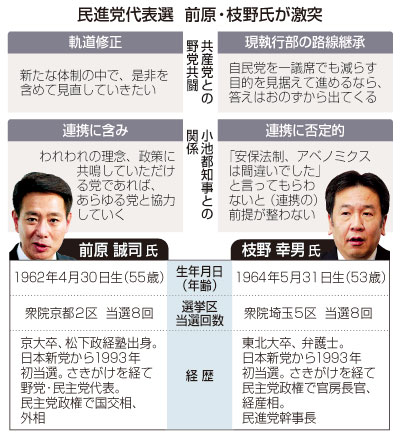 民進党代表選 前原・枝野氏が激突
軌道修正
新たな体制の中で、是非を
含めて見直していきたい
共産党との
野党共闘
現執行部の路線継承
自民党を一議席でも減らす
目的を見据えて進めるなら、
答えはおのずから出てくる
連携に含み
われわれの理念、政策に
共鳴していただけ
る党であれば、
あらゆる党と協力
していく
小池都知事との
関係
連携に否定的
「安保法制、アベノミクス
は間違いでした」
と言ってもらわ
ないと（連携の）
前提が整わない
前原 誠司 氏
枝野 幸男 氏
1962年4月30日生（55歳）
生年月日
（年齢）
1964年5月31日生（53歳）
衆院京都2区 当選8回
選挙区
当選回数
衆院埼玉5区 当選8回
京大卒、松下政経塾出身。
日本新党から1993年
初当選。さきがけを経て
野党・民主党代表。
民主党政権で国交相、
外相
経歴
東北大卒、弁護士。
日本新党から1993年
初当選。さきがけを経て
民主党政権で官房長官、
経産相。
民進党幹事長